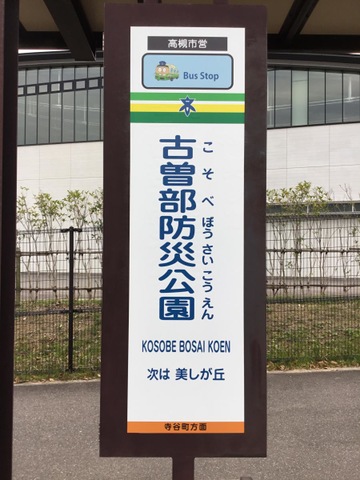 高槻市営
Bus Stop
古曽部防災公園
こそべぼうさいこうえん
KOSOBE BOSAI KOEN
次は 美しが丘
寺谷町方面